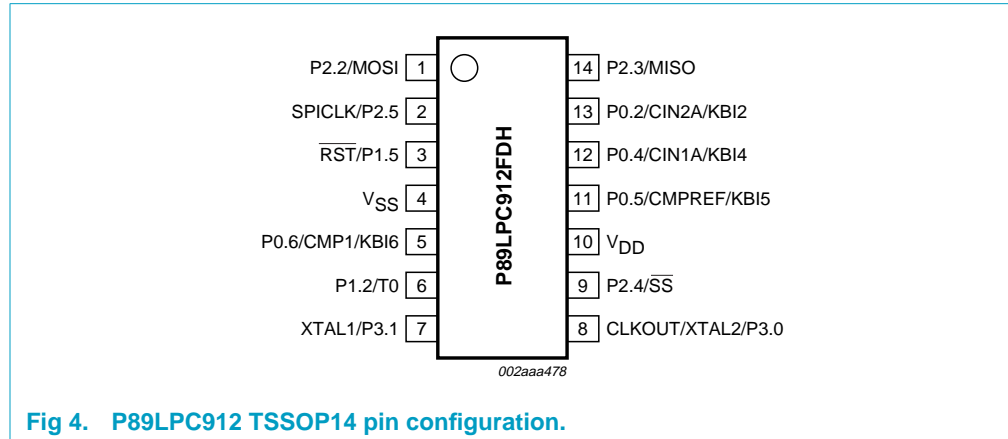 P2.2/MOSI 1 14 P2.3/MISO
SPICLK/P2.5 2 13 P0.2/CIN2A/KBI2
R̅S̅T̅/P1.5 3 12 P0.4/CIN1A/KBI4
VSS 4 11 P0.5/CMPREF/KBI5
P0.6/CMP1/KBI6 5 10 VDD
P1.2/T0 6 9 P2.4/S̅S̅
XTAL1/P3.1 7 8 CLKOUT/XTAL2/P3.0
P89LPC912FDH
002aaa478
Fig 4. P89LPC912 TSSOP14 pin configuration.